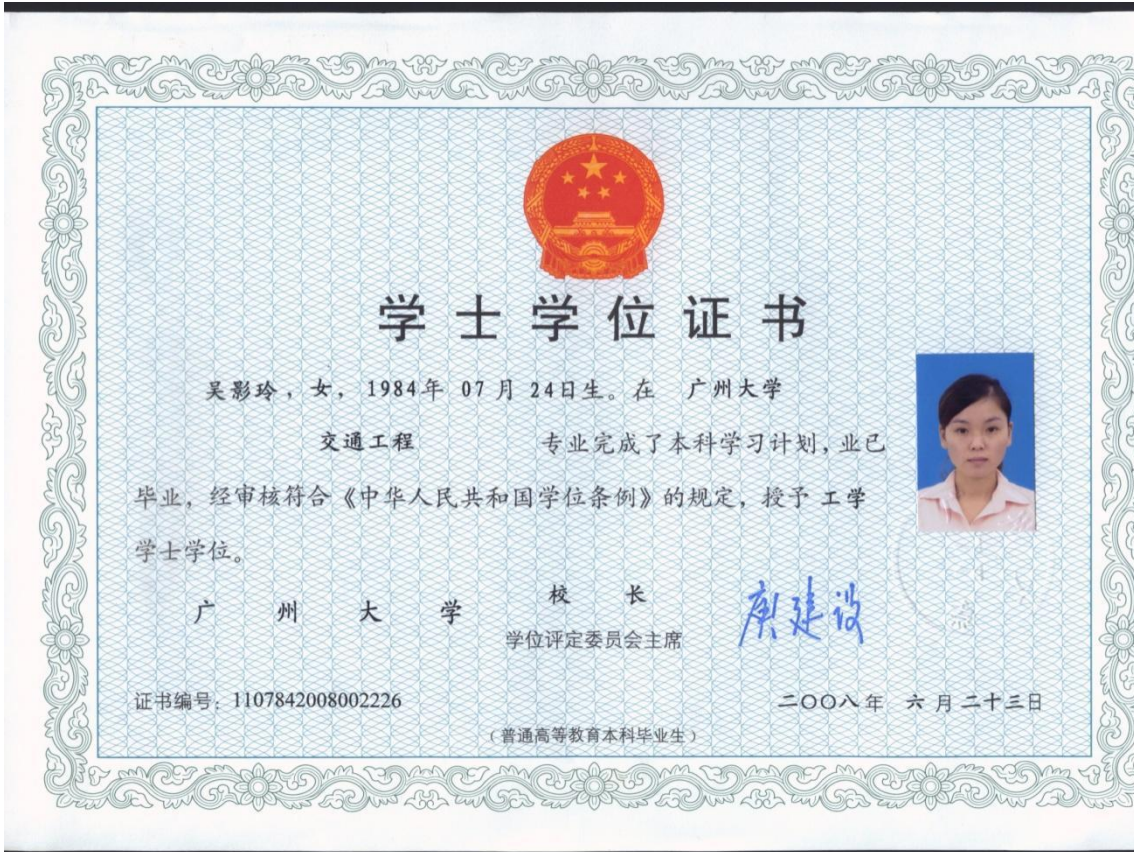 学士学位证书
吴影玲，女，1984年 07 月 24日生。在 广州大学
交通工程 专业完成了本科学习计划，业已
毕业，经审核符合《中华人民共和国学位条例》的规定，授予 工学
学士学位。
广 州 大 学
校 长
学位评定委员会主席
庾建设
证书编号：1107842008002226
二〇〇八年 六 月 二十三日
（普通高等教育本科毕业生）